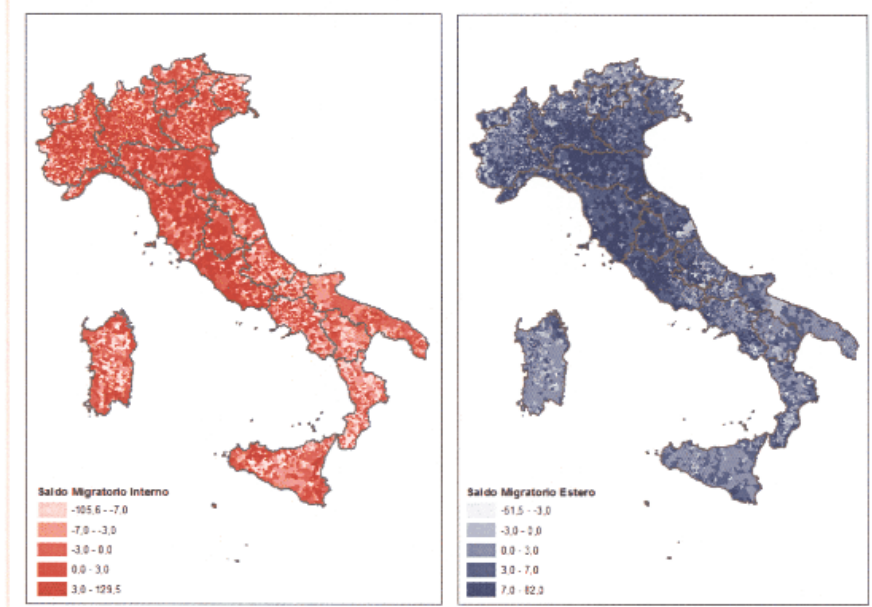 Saldo Migratorio Interno
-105,6 - -7,0
-7,0 - -3,0
-3,0 - 0,0
0,0 - 3,0
3,0 - 129,5
Saldo Migratorio Estero
-51,5 - -3,0
-3,0 - 0,0
0,0 - 3,0
3,0 - 7,0
7,0 - 82,0